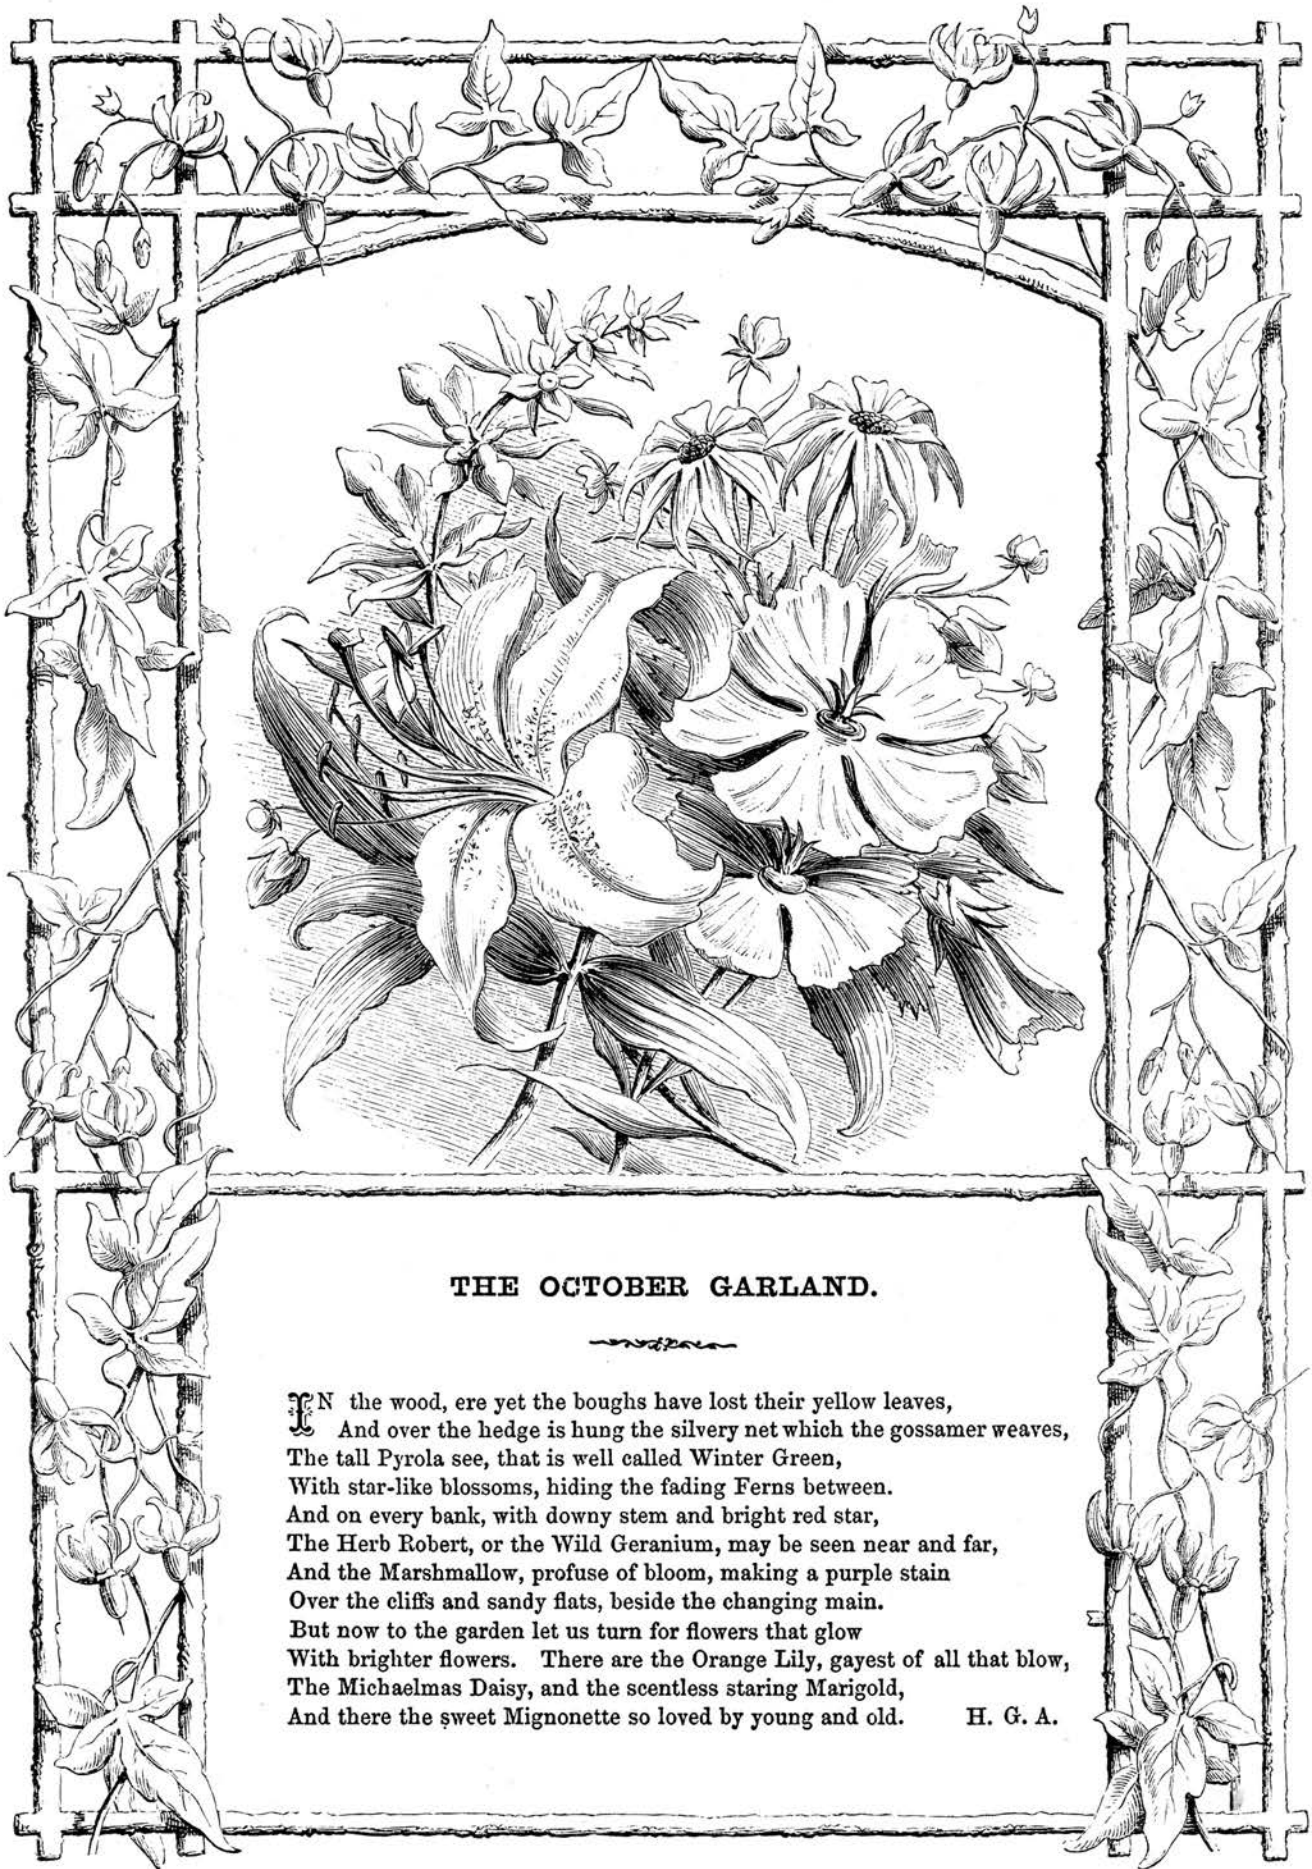 THE OCTOBER GARLAND.
IN the wood, ere yet the boughs have lost their yellow leaves,
And over the hedge is hung the silvery net which the gossamer weaves,
The tall Pyrola see, that is well called Winter Green,
With star-like blossoms, hiding the fading Ferns between.
And on every bank, with downy stem and bright red star,
The Herb Robert, or the Wild Geranium, may be seen near and far,
And the Marshmallow, profuse of bloom, making a purple stain
Over the cliffs and sandy flats, beside the changing main.
But now to the garden let us turn for flowers that glow
With brighter flowers. There are the Orange Lily, gayest of all that blow,
The Michaelmas Daisy, and the scentless staring Marigold,
And there the sweet Mignonette so loved by young and old. H. G. A.